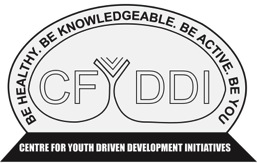 BE HEALTHY. BE KNOWLEDGEABLE. BE ACTIVE. BE YOU
CFYDDI
CENTRE FOR YOUTH DRIVEN DEVELOPMENT INITIATIVES